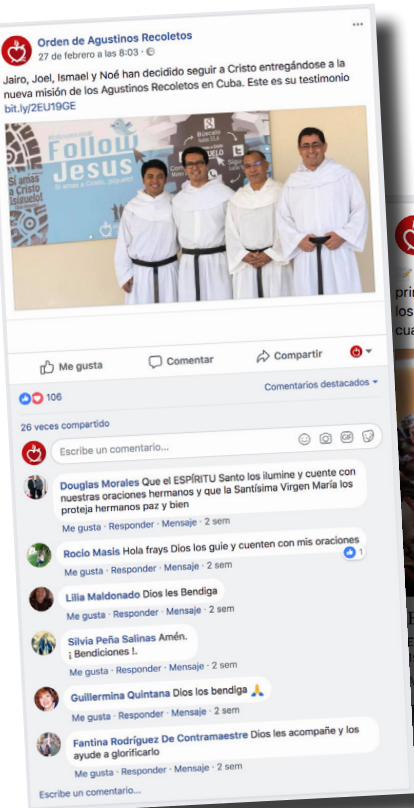 Orden de Agustinos Recoletos
27 de febrero a las 8:03 ·
Jairo, Joel, Ismael y Noé han decidido seguir a Cristo entregándose a la
nueva misión de los Agustinos Recoletos en Cuba. Este es su testimonio
bit.ly/2EU19GE
Follow
Jesus
Si amas a Cristo, ¡síguelo!
Sí amas
a Cristo
¡síguelo!
Búscalo
Me gusta
Comentar
Compartir
106
Comentarios destacados
26 veces compartido
Escribe un comentario...
GIF
Douglas Morales Que el ESPÍRITU Santo los ilumine y cuente con
nuestras oraciones hermanos y que la Santísima Virgen María los
proteja hermanos paz y bien
Me gusta · Responder · Mensaje · 2 sem
Rocio Masis Hola frays Dios los guie y cuenten con mis oraciones
1
Me gusta · Responder · Mensaje · 2 sem
Lilia Maldonado Dios les Bendiga
Me gusta · Responder · Mensaje · 2 sem
Silvia Peña Salinas Amén.
¡ Bendiciones !.
Me gusta · Responder · Mensaje · 2 sem
Guillermina Quintana Dios los bendiga 🙏
Me gusta · Responder · Mensaje · 2 sem
Fantina Rodríguez De Contramaestre Dios les acompañe y los
ayude a glorificarlo
Me gusta · Responder · Mensaje · 2 sem
Escribe un comentario...